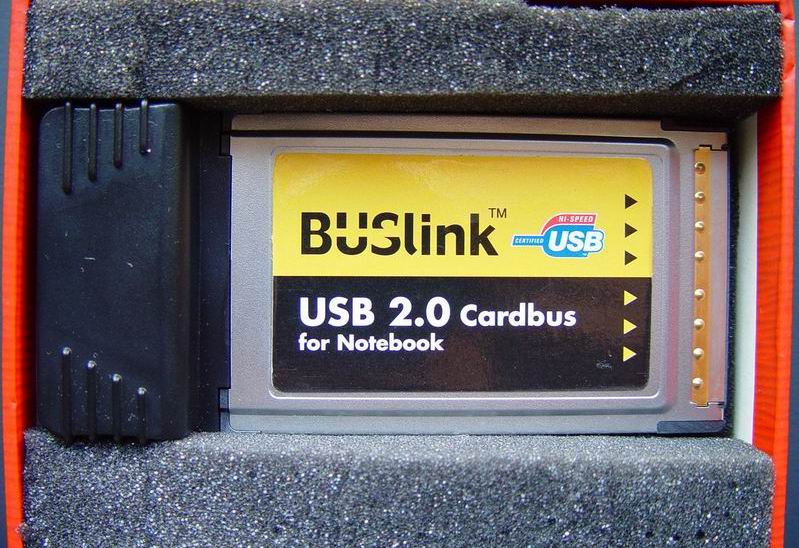 BUSlink™
HI-SPEED
CERTIFIED USB
USB 2.0 Cardbus
for Notebook